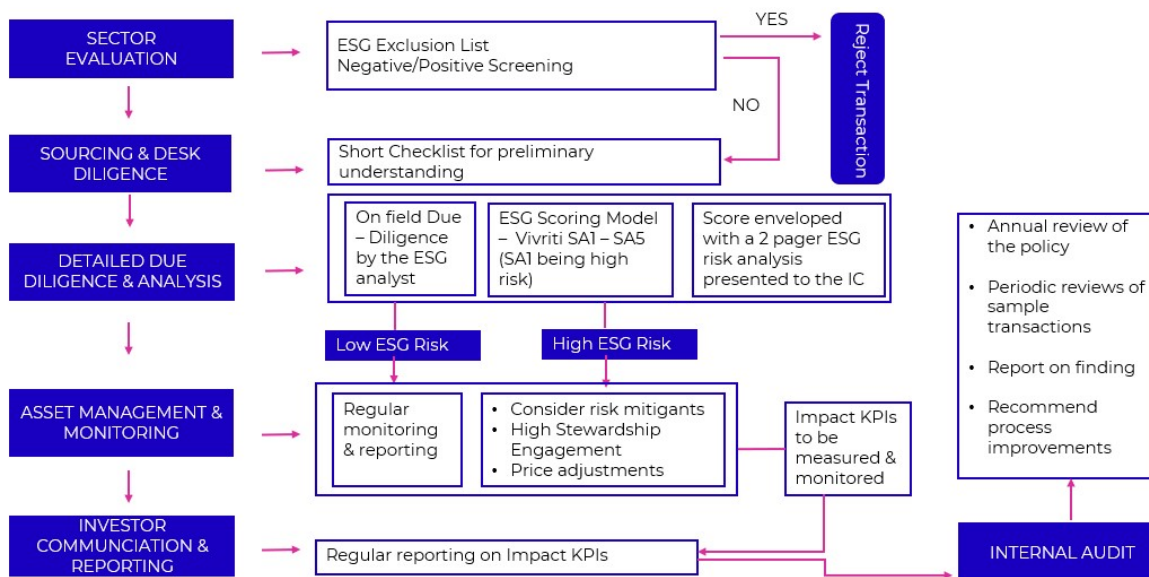 SECTOR
EVALUATION
ESG Exclusion List
Negative/Positive Screening
YES
NO
Reject Transaction
SOURCING & DESK
DILIGENCE
Short Checklist for preliminary
understanding
DETAILED DUE
DILIGENCE & ANALYSIS
On field Due
– Diligence
by the ESG
analyst
ESG Scoring Model
– Vivriti SA1 – SA5
(SA1 being high
risk)
Score enveloped
with a 2 pager ESG
risk analysis
presented to the IC
Low ESG Risk
High ESG Risk
ASSET MANAGEMENT &
MONITORING
Regular
monitoring
& reporting
• Consider risk mitigants
• High Stewardship
Engagement
• Price adjustments
Impact KPIs
to be
measured &
monitored
INVESTOR
COMMUNCIATION &
REPORTING
Regular reporting on Impact KPIs
• Annual review of
the policy
• Periodic reviews of
sample
transactions
• Report on finding
• Recommend
process
improvements
INTERNAL AUDIT